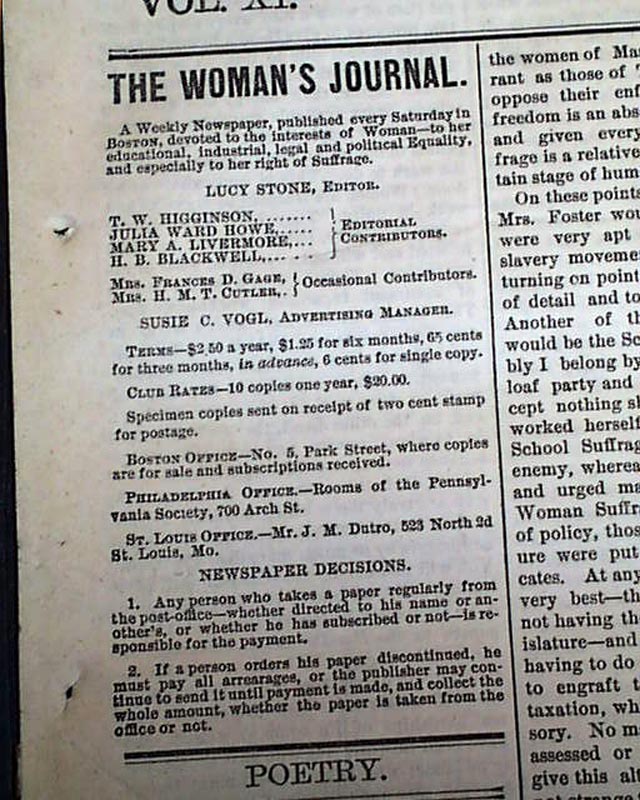 VOL. XI.
THE WOMAN'S JOURNAL.
A Weekly Newspaper, published every Saturday in
BOSTON, devoted to the interests of Woman—to her
educational, industrial, legal and political Equality,
and especially to her right of Suffrage.
LUCY STONE, EDITOR.
T. W. HIGGINSON,........
JULIA WARD HOWE,.....
MARY A. LIVERMORE,...
H. B. BLACKWELL,.... .
EDITORIAL
CONTRIBUTORS.
MRS. FRANCES D. GAGE,
MRS. H. M. T. CUTLER,.
Occasional Contributors.
SUSIE C. VOGL, ADVERTISING MANAGER.
TERMS—$2.50 a year, $1.25 for six months, 65 cents
for three months, in advance, 6 cents for single copy.
CLUB RATES—10 copies one year, $20.00.
Specimen copies sent on receipt of two cent stamp
for postage.
BOSTON OFFICE—No. 5, Park Street, where copies
are for sale and subscriptions received.
PHILADELPHIA OFFICE.—Rooms of the Pennsyl-
vania Society, 700 Arch St.
ST. LOUIS OFFICE.—Mr. J. M. Dutro, 523 North 2d
St. Louis, Mo.
NEWSPAPER DECISIONS.
1. Any person who takes a paper regularly from
the post-office—whether directed to his name or an-
other's, or whether he has subscribed or not—is re-
sponsible for the payment.
2. If a person orders his paper discontinued, he
must pay all arrearages, or the publisher may con-
tinue to send it until payment is made, and collect the
whole amount, whether the paper is taken from the
office or not.
POETRY.
the women of Ma
rant as those of
oppose their enf
freedom is an abs
and given every
frage is a relative
tain stage of hum
On these points
Mrs. Foster wo
were very apt
slavery moveme
turning on point
of detail and to
Another of th
would be the Sc
bly I belong by
loaf party and
cept nothing sh
worked herself
School Suffrag
enemy, wherea
and urged ma
Woman Suffr
of policy, thos
ure were put
cates. At any
very best—th
not having th
islature—and
having to do
to engraft t
taxation, wh
sory. No m
assessed or
give this alt